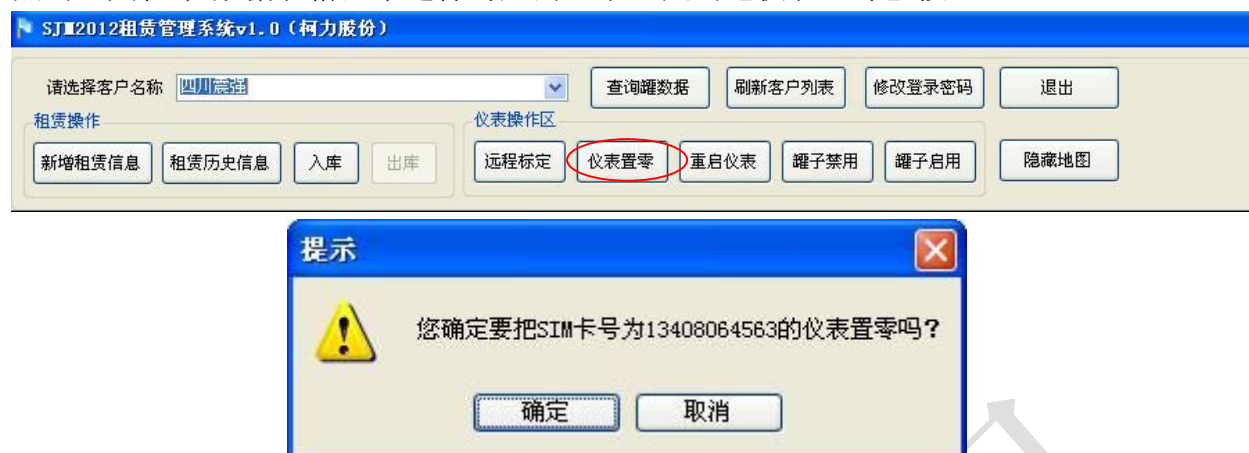 SJM2012租赁管理系统v1.0(柯力股份)
请选择客户名称 四川震强 查询罐数据 刷新客户列表 修改登录密码 退出
租赁操作 仪表操作区
新增租赁信息 租赁历史信息 入库 出库 远程标定 仪表置零 重启仪表 罐子禁用 罐子启用 隐藏地图
提示
您确定要把SIM卡号为13408064563的仪表置零吗?
确定 取消